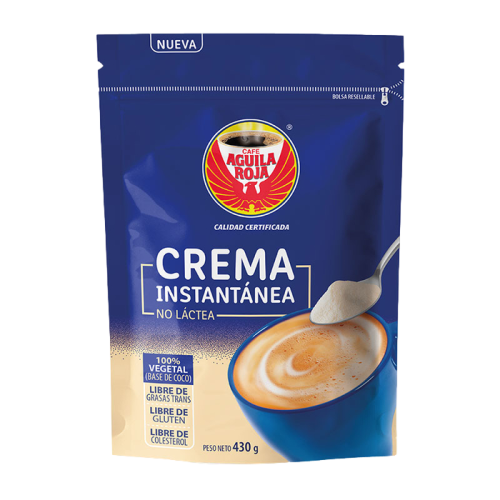 NUEVA
BOLSA RESELLABLE
CAFÉ
AGUILA
ROJA
®
CALIDAD CERTIFICADA
CREMA
INSTANTÁNEA
NO LÁCTEA
100%
VEGETAL
(BASE DE COCO)
LIBRE DE
GRASAS TRANS
LIBRE DE
GLUTEN
LIBRE DE
COLESTEROL
PESO NETO 430 g